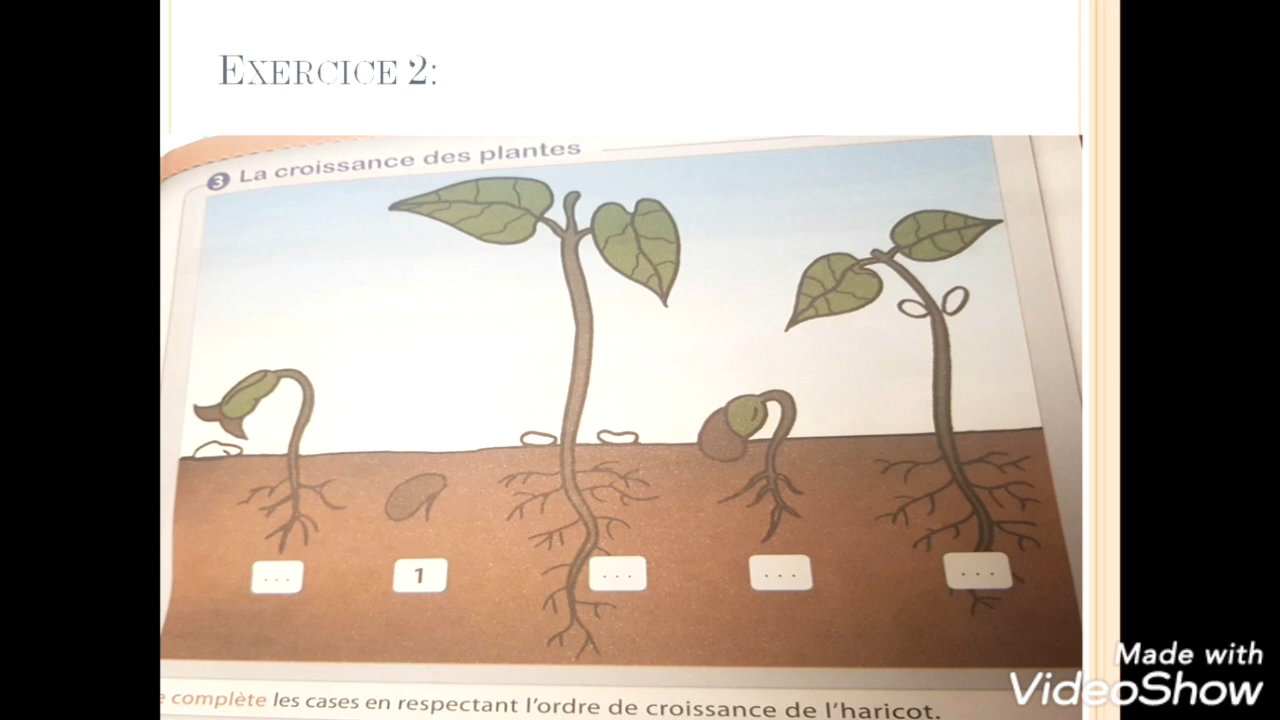 EXERCICE 2:
3 La croissance des plantes
...
1
...
...
...
complète les cases en respectant l'ordre de croissance de l'haricot.
Made with
VideoShow